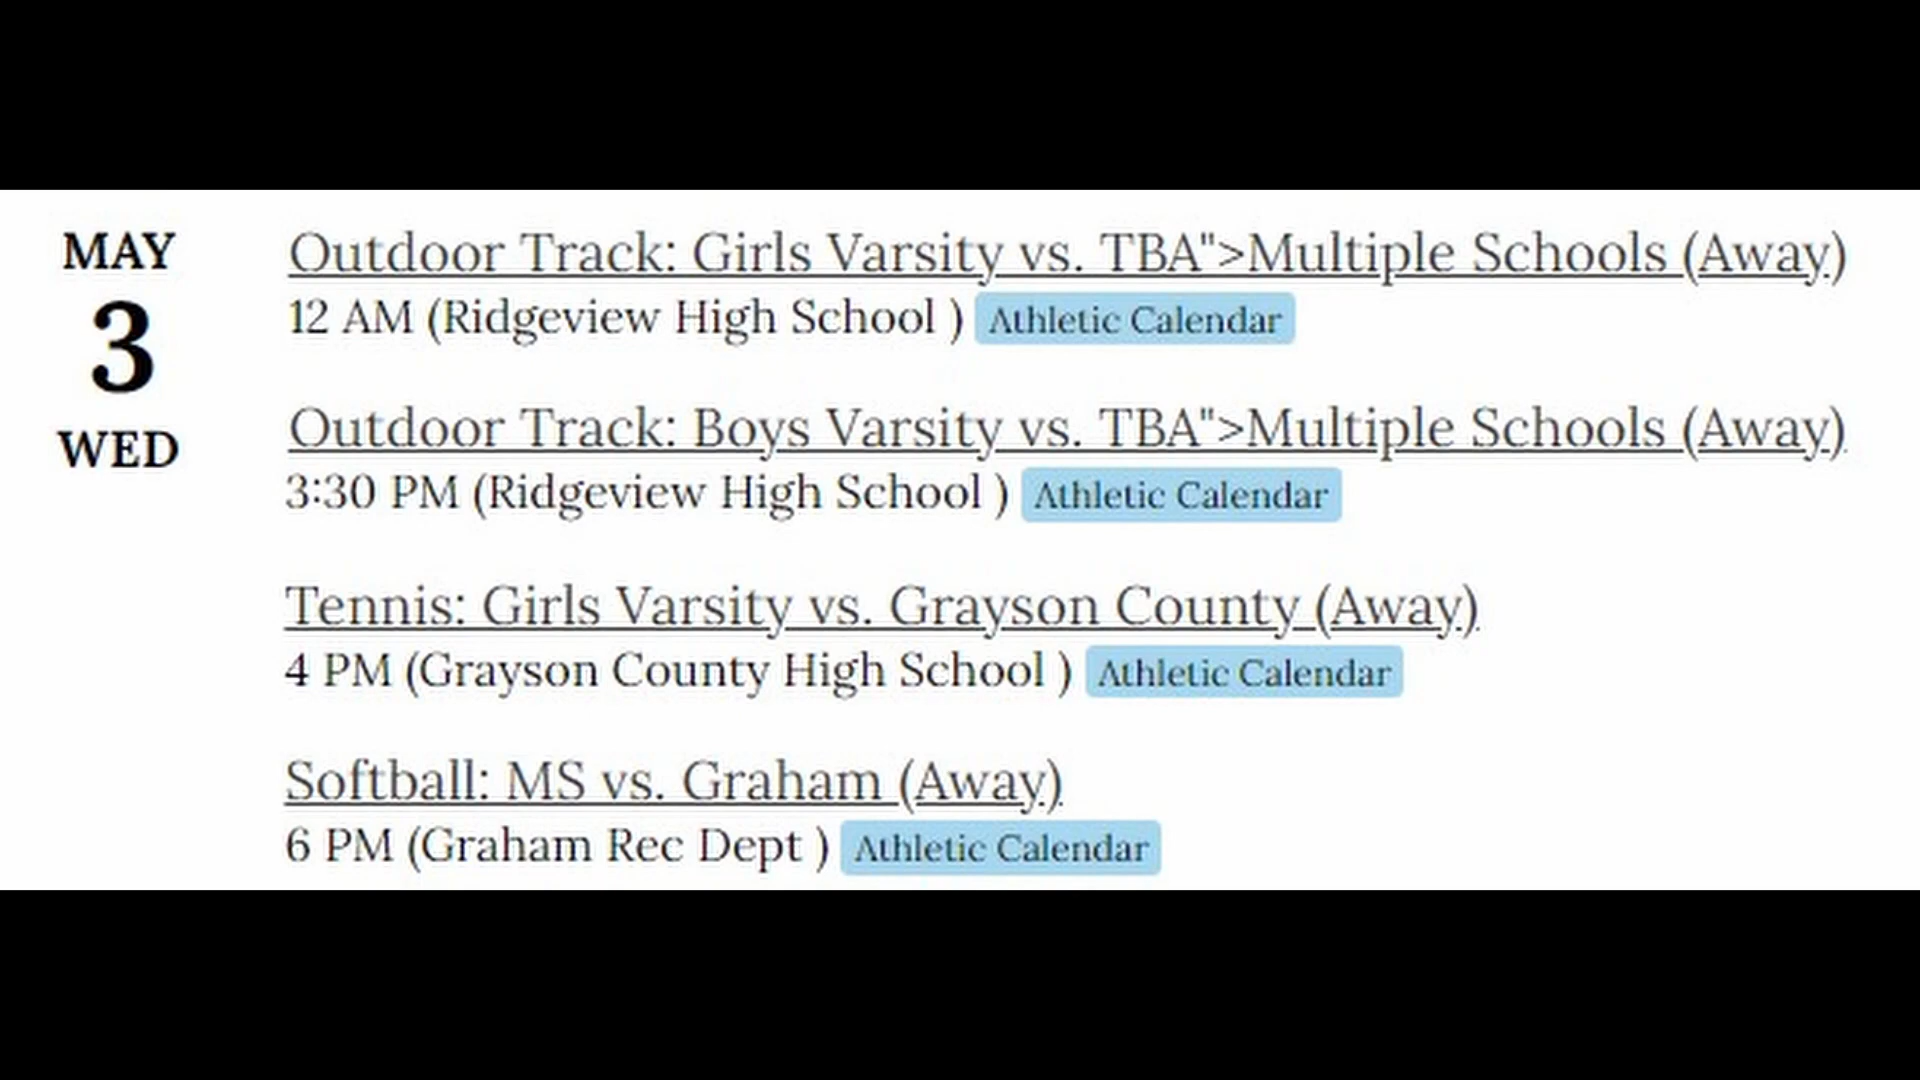 MAY
3
WED
Outdoor Track: Girls Varsity vs. TBA">Multiple Schools (Away)
12 AM (Ridgeview High School ) Athletic Calendar
Outdoor Track: Boys Varsity vs. TBA">Multiple Schools (Away)
3:30 PM (Ridgeview High School ) Athletic Calendar
Tennis: Girls Varsity vs. Grayson County (Away)
4 PM (Grayson County High School ) Athletic Calendar
Softball: MS vs. Graham (Away)
6 PM (Graham Rec Dept ) Athletic Calendar